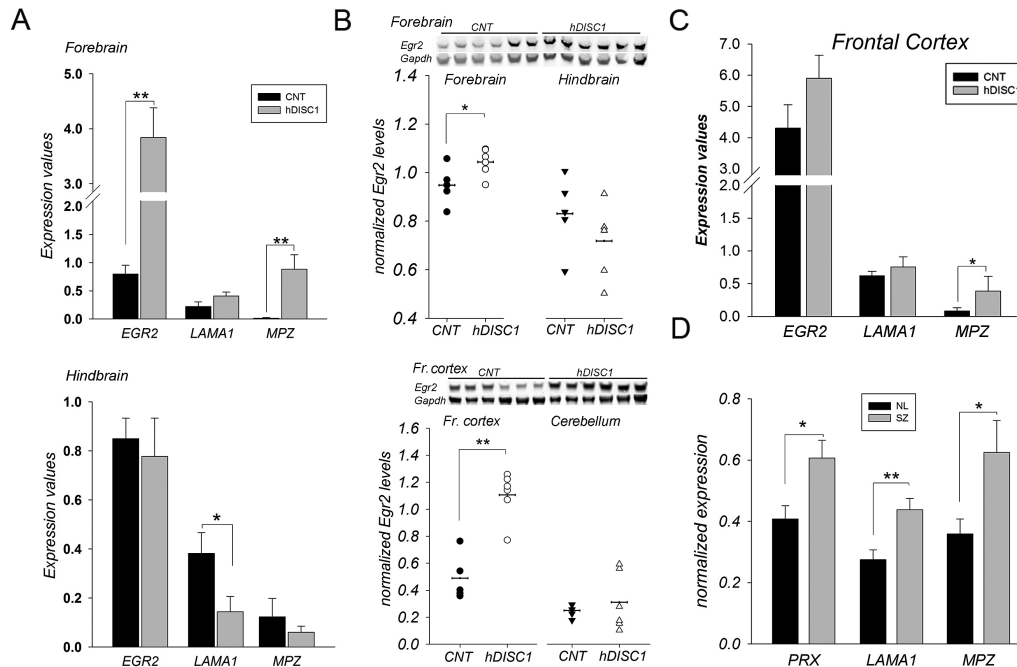 A
Forebrain
Expression values
5.0
4.0
3.0
2.0
1.5
1.0
0.5
0.0
**
**
CNT
hDISC1
EGR2 LAMA1 MPZ
Hindbrain
Expression values
1.0
0.8
0.6
0.4
0.2
0.0
*
EGR2 LAMA1 MPZ
B
Forebrain
CNT hDISC1
Egr2
Gapdh
Forebrain Hindbrain
normalized Egr2 levels
1.4
1.2
1.0
0.8
0.6
0.4
*
CNT hDISC1 CNT hDISC1
Fr. cortex
CNT hDISC1
Egr2
Gapdh
Fr. cortex Cerebellum
normalized Egr2 levels
1.6
1.4
1.2
1.0
0.8
0.6
0.4
0.2
0.0
**
CNT hDISC1 CNT hDISC1
C
Frontal Cortex
Expression values
7.0
6.0
5.0
4.0
2.0
1.5
1.0
0.5
0.0
CNT
hDISC1
*
EGR2 LAMA1 MPZ
D
normalized expression
0.8
0.6
0.4
0.2
0.0
NL
SZ
*
**
*
PRX LAMA1 MPZ